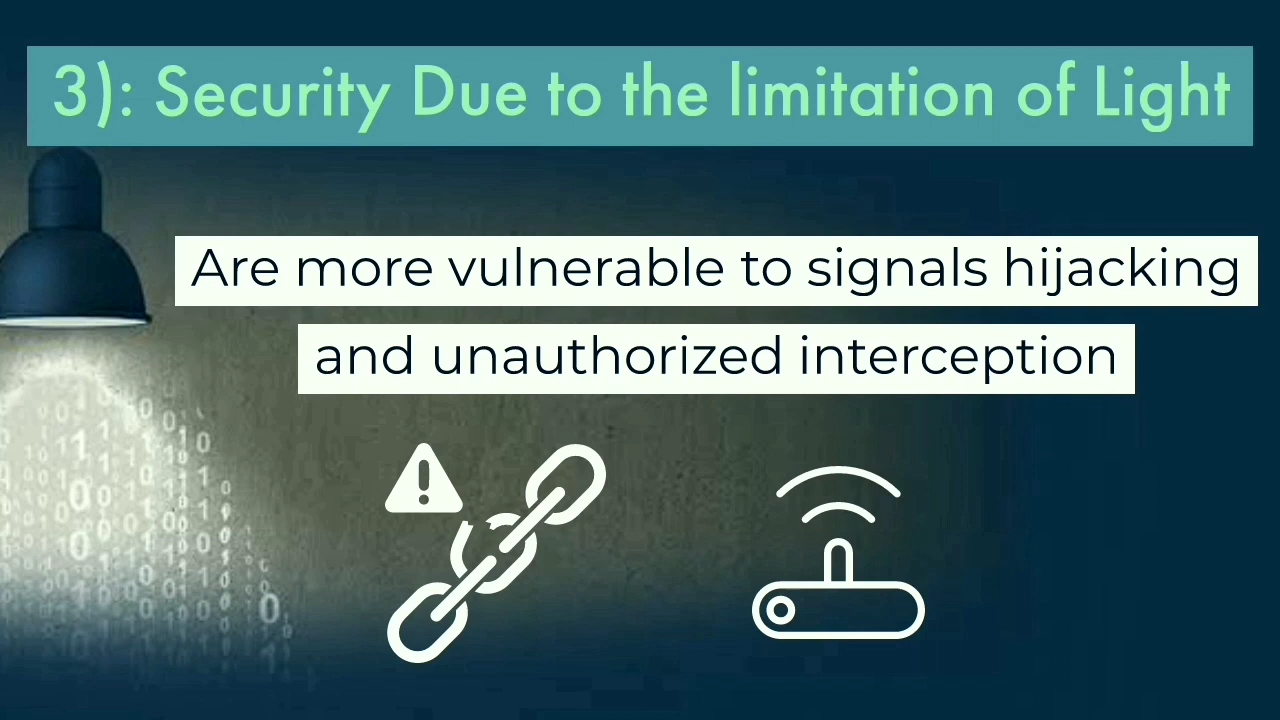 3): Security Due to the limitation of Light
Are more vulnerable to signals hijacking
and unauthorized interception